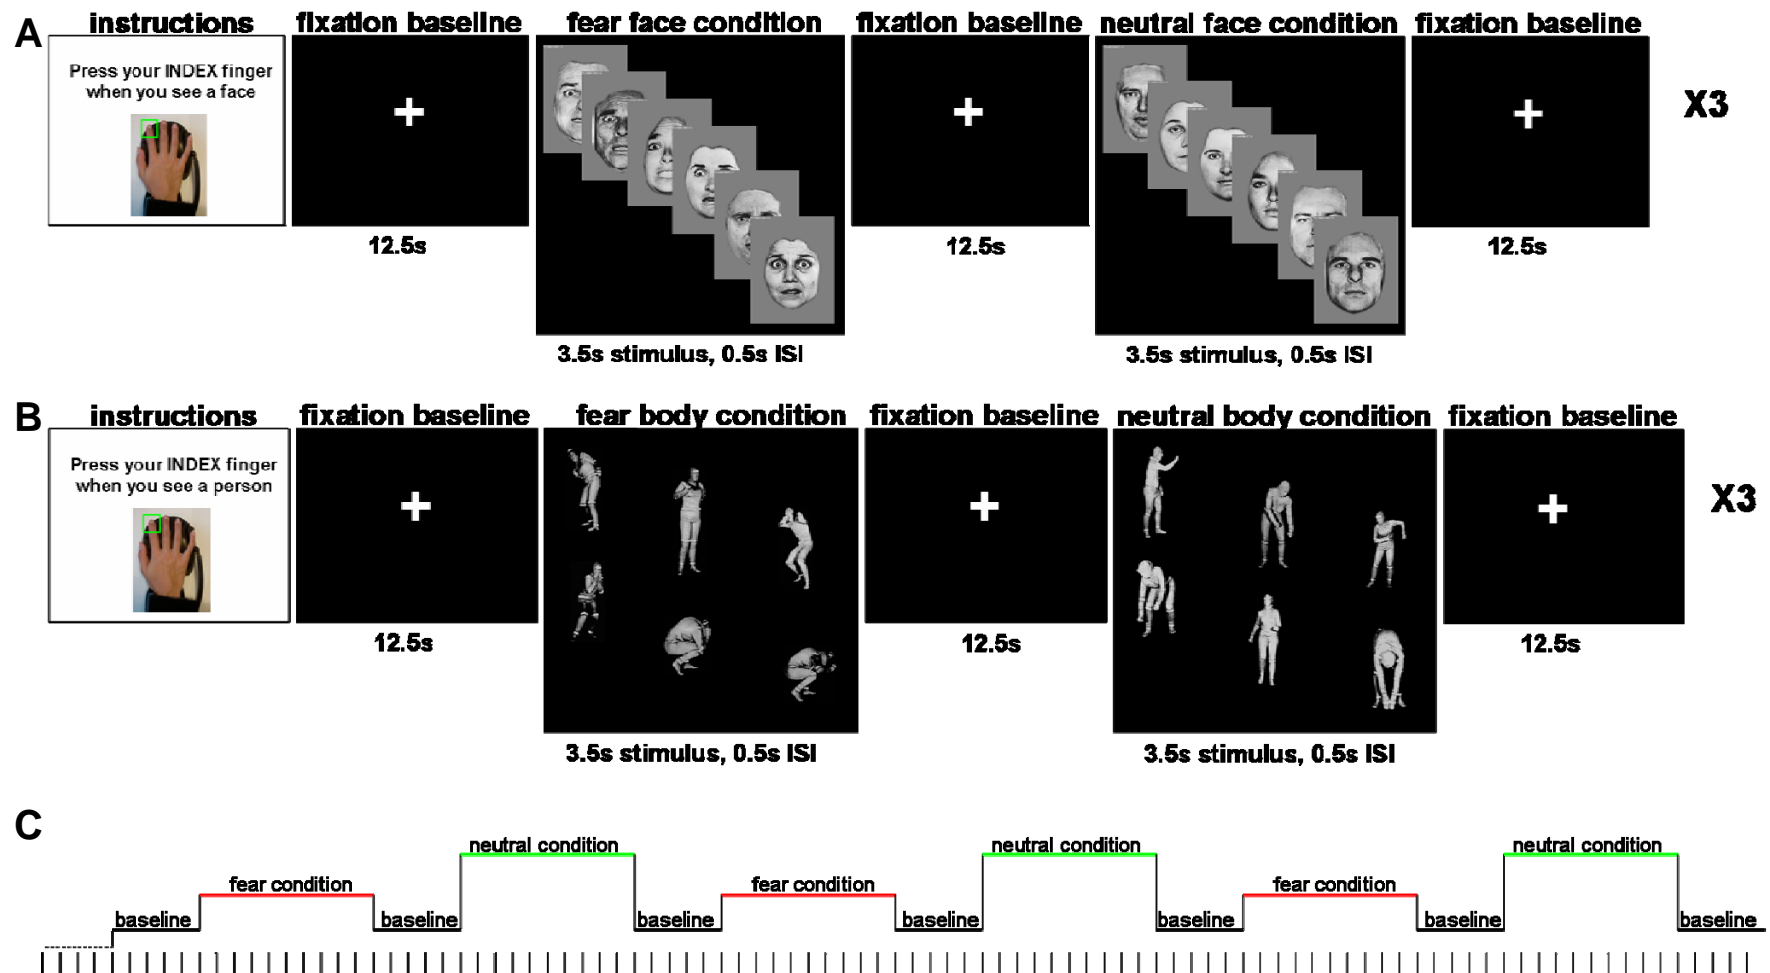 A
instructions
fixation baseline
fear face condition
fixation baseline
neutral face condition
fixation baseline
Press your INDEX finger
when you see a face
X3
12.5s
12.5s
12.5s
3.5s stimulus, 0.5s ISI
3.5s stimulus, 0.5s ISI
B
instructions
fixation baseline
fear body condition
fixation baseline
neutral body condition
fixation baseline
Press your INDEX finger
when you see a person
X3
12.5s
12.5s
12.5s
3.5s stimulus, 0.5s ISI
3.5s stimulus, 0.5s ISI
C
neutral condition
neutral condition
neutral condition
fear condition
fear condition
fear condition
baseline
baseline
baseline
baseline
baseline
baseline
baseline